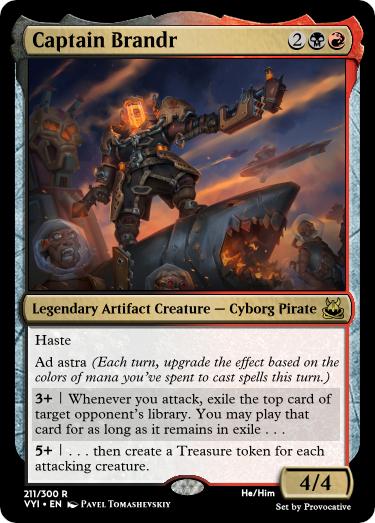 Captain Brandr 2
Legendary Artifact Creature — Cyborg Pirate
Haste
Ad astra (Each turn, upgrade the effect based on the
colors of mana you've spent to cast spells this turn.)
3+ | Whenever you attack, exile the top card of
target opponent's library. You may play that
card for as long as it remains in exile . . .
5+ | . . . then create a Treasure token for each
attacking creature.
4/4
211/300 R
He/Him
VYI • EN Pavel Tomashevskiy
Set by Provocative